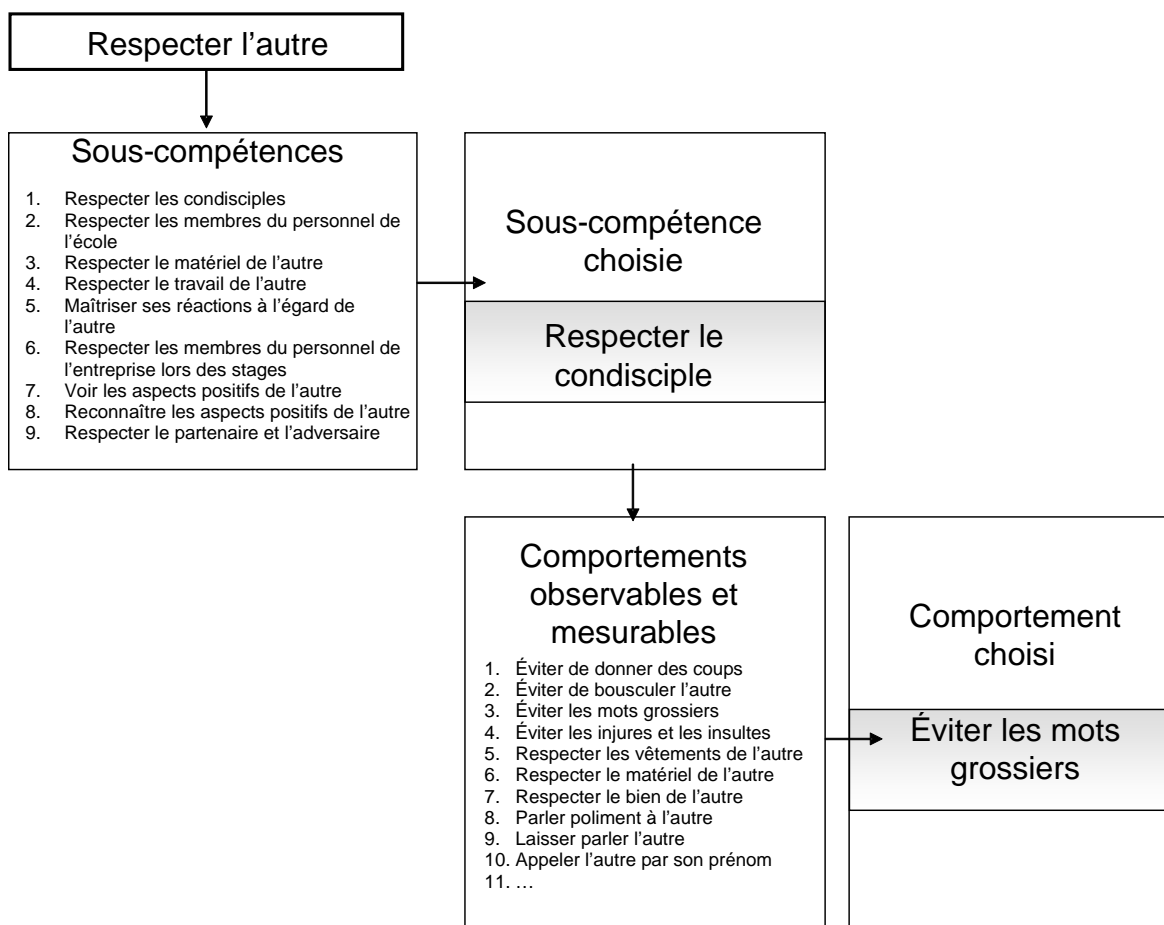 Respecter l’autre
Sous-compétences
1. Respecter les condisciples
2. Respecter les membres du personnel de
l’école
3. Respecter le matériel de l’autre
4. Respecter le travail de l’autre
5. Maîtriser ses réactions à l’égard de
l’autre
6. Respecter les membres du personnel de
l’entreprise lors des stages
7. Voir les aspects positifs de l’autre
8. Reconnaître les aspects positifs de l’autre
9. Respecter le partenaire et l’adversaire
Sous-compétence
choisie
Respecter le
condisciple
Comportements
observables et
mesurables
1. Éviter de donner des coups
2. Éviter de bousculer l’autre
3. Éviter les mots grossiers
4. Éviter les injures et les insultes
5. Respecter les vêtements de l’autre
6. Respecter le matériel de l’autre
7. Respecter le bien de l’autre
8. Parler poliment à l’autre
9. Laisser parler l’autre
10. Appeler l’autre par son prénom
11. …
Comportement
choisi
Éviter les mots
grossiers